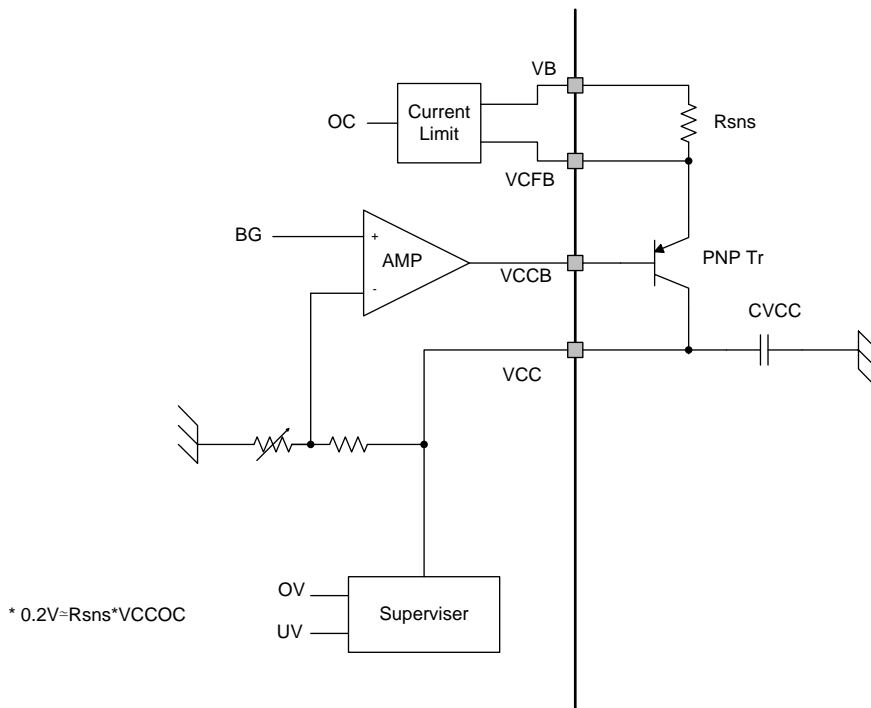 VB
OC
Current
Limit
Rsns
VCFB
BG
+
AMP
-
VCCB
PNP Tr
CVCC
VCC
OV
UV
Superviser
* 0.2V≃Rsns*VCCOC